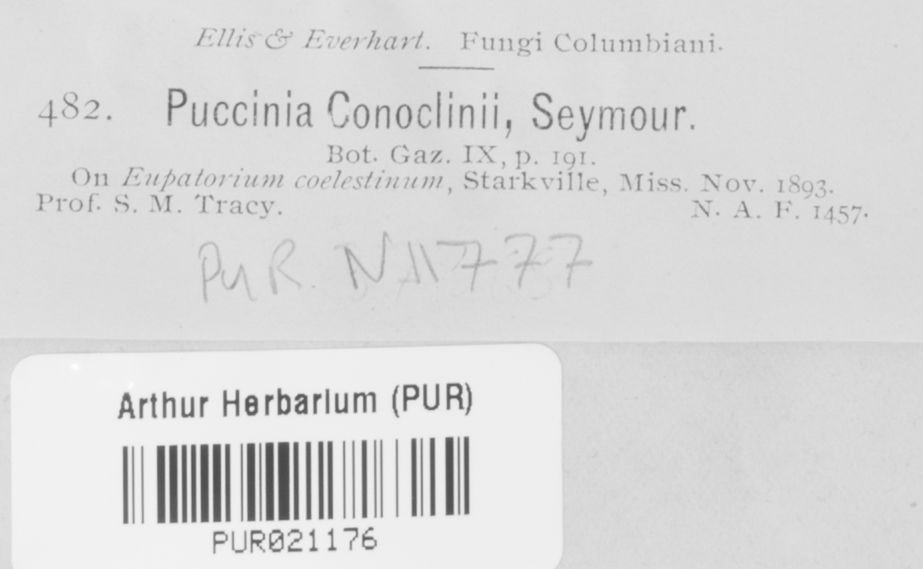 Ellis & Everhart. Fungi Columbiani.
482. Puccinia Conoclinii, Seymour.
Bot. Gaz. IX, p. 191.
On Eupatorium coelestinum, Starkville, Miss. Nov. 1893.
Prof. S. M. Tracy. N. A. F. 1457.
PUR. N11777
Arthur Herbarium (PUR)
PUR021176